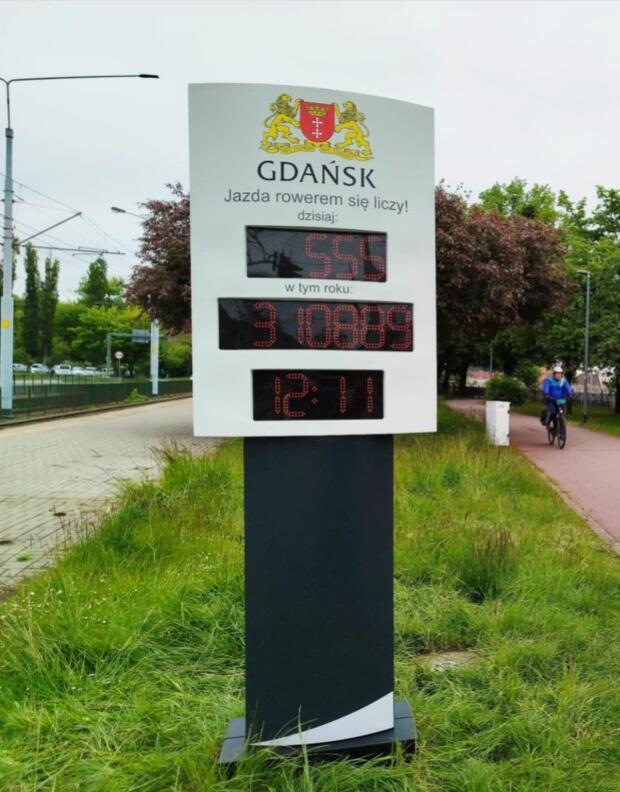 GDAŃSK
Jazda rowerem się liczy!
dzisiaj:
555
w tym roku:
310889
12:11